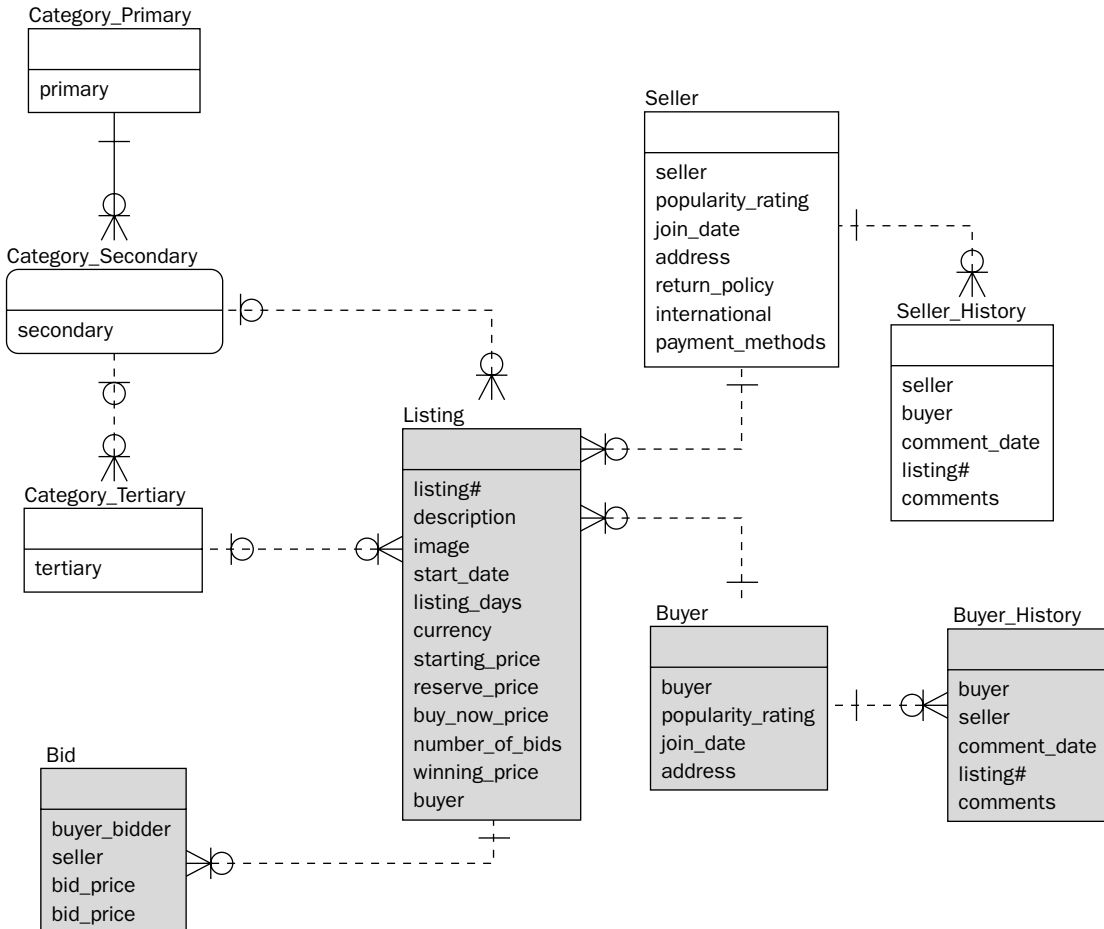 Category_Primary
primary
Category_Secondary
secondary
Category_Tertiary
tertiary
Seller
seller
popularity_rating
join_date
address
return_policy
international
payment_methods
Seller_History
seller
buyer
comment_date
listing#
comments
Listing
listing#
description
image
start_date
listing_days
currency
starting_price
reserve_price
buy_now_price
number_of_bids
winning_price
buyer
Buyer
buyer
popularity_rating
join_date
address
Buyer_History
buyer
seller
comment_date
listing#
comments
Bid
buyer_bidder
seller
bid_price
bid_price